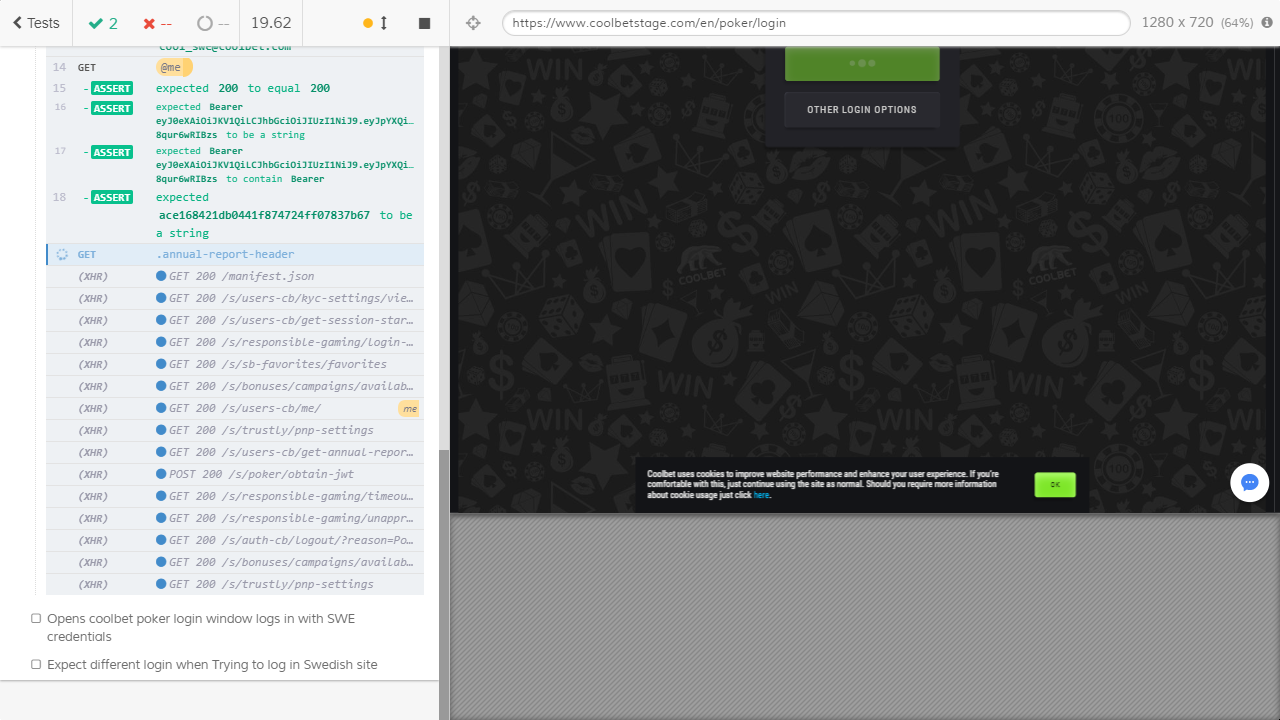 Tests
2
--
--
19.62
https://www.coolbetstage.com/en/poker/login
1280 x 720 (64%)
cool_swe@coolbet.com
14 GET @me
15 -ASSERT expected 200 to equal 200
16 -ASSERT expected Bearer
eyJ0eXAiOiJKV1QiLCJhbGciOiJIUzI1NiJ9.eyJpYXQi…
8qur6wRIBzs to be a string
17 -ASSERT expected Bearer
eyJ0eXAiOiJKV1QiLCJhbGciOiJIUzI1NiJ9.eyJpYXQi…
8qur6wRIBzs to contain Bearer
18 -ASSERT expected
ace168421db0441f874724ff07837b67 to be
a string
GET .annual-report-header
(XHR) GET 200 /manifest.json
(XHR) GET 200 /s/users-cb/kyc-settings/vie…
(XHR) GET 200 /s/users-cb/get-session-star…
(XHR) GET 200 /s/responsible-gaming/login-…
(XHR) GET 200 /s/sb-favorites/favorites
(XHR) GET 200 /s/bonuses/campaigns/availab…
(XHR) GET 200 /s/users-cb/me/ me
(XHR) GET 200 /s/trustly/pnp-settings
(XHR) GET 200 /s/users-cb/get-annual-repor…
(XHR) POST 200 /s/poker/obtain-jwt
(XHR) GET 200 /s/responsible-gaming/timeou…
(XHR) GET 200 /s/responsible-gaming/unappr…
(XHR) GET 200 /s/auth-cb/logout/?reason=Po…
(XHR) GET 200 /s/bonuses/campaigns/availab…
(XHR) GET 200 /s/trustly/pnp-settings
Opens coolbet poker login window logs in with SWE
credentials
Expect different login when Trying to log in Swedish site
OTHER LOGIN OPTIONS
WIN
COOLBET
Coolbet uses cookies to improve website performance and enhance your user experience. If you're
comfortable with this, just continue using the site as normal. Should you require more information
about cookie usage just click here.
OK